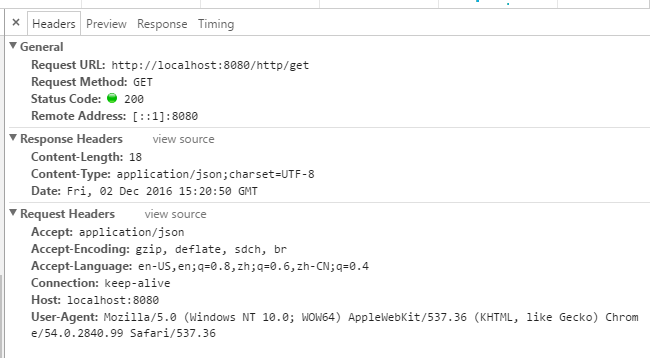 × Headers Preview Response Timing
▼ General
Request URL: http://localhost:8080/http/get
Request Method: GET
Status Code: 200
Remote Address: [::1]:8080
▼ Response Headers view source
Content-Length: 18
Content-Type: application/json;charset=UTF-8
Date: Fri, 02 Dec 2016 15:20:50 GMT
▼ Request Headers view source
Accept: application/json
Accept-Encoding: gzip, deflate, sdch, br
Accept-Language: en-US,en;q=0.8,zh;q=0.6,zh-CN;q=0.4
Connection: keep-alive
Host: localhost:8080
User-Agent: Mozilla/5.0 (Windows NT 10.0; WOW64) AppleWebKit/537.36 (KHTML, like Gecko) Chrom
e/54.0.2840.99 Safari/537.36